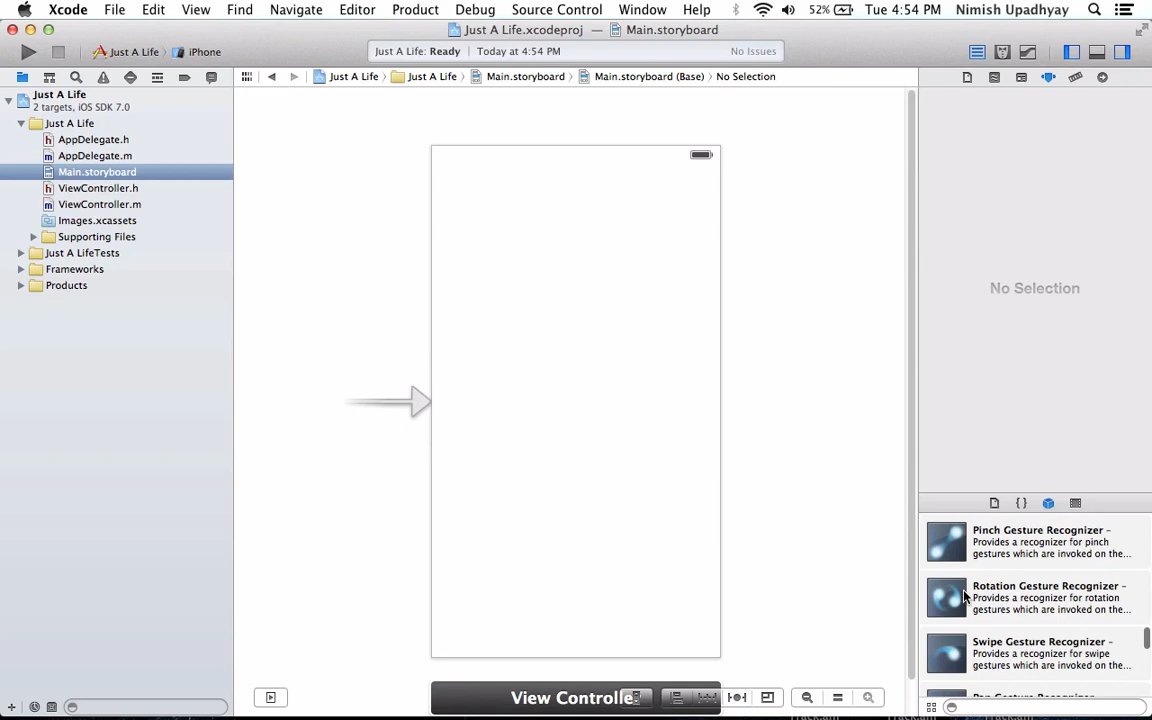 Xcode File Edit View Find Navigate Editor Product Debug Source Control Window Help 52% Tue 4:54 PM Nimish Upadhyay
Just A Life.xcodeproj — Main.storyboard
Just A Life iPhone
Just A Life: Ready Today at 4:54 PM No Issues
Just A Life Just A Life Main.storyboard Main.storyboard (Base) No Selection
Just A Life
2 targets, iOS SDK 7.0
Just A Life
AppDelegate.h
AppDelegate.m
Main.storyboard
ViewController.h
ViewController.m
Images.xcassets
Supporting Files
Just A LifeTests
Frameworks
Products
No Selection
Pinch Gesture Recognizer –
Provides a recognizer for pinch
gestures which are invoked on the...
Rotation Gesture Recognizer –
Provides a recognizer for rotation
gestures which are invoked on the...
Swipe Gesture Recognizer –
Provides a recognizer for swipe
gestures which are invoked on the...
Pan Gesture Recognizer
View Controlle